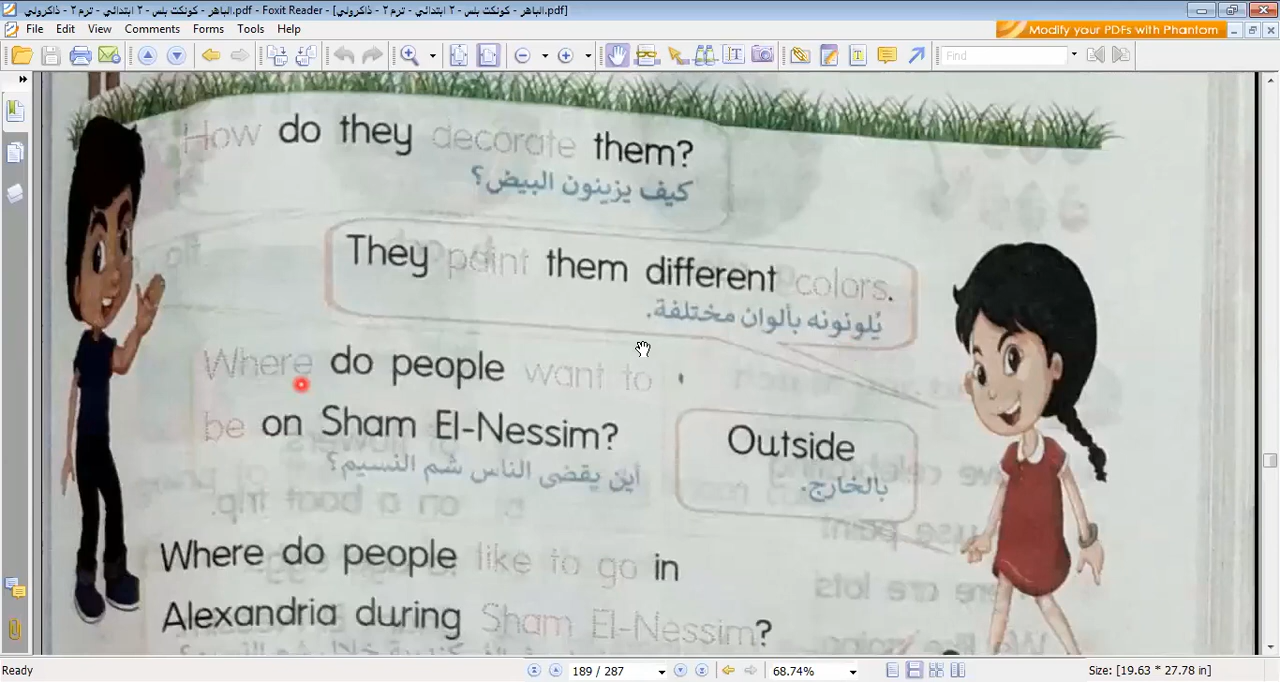 الباهر - كونكت بلس - ٢ ابتدائي - ترم ٢ - ذاكرولي.pdf - Foxit Reader - [الباهر - كونكت بلس - ٢ ابتدائي - ترم ٢ - ذاكرولي.pdf]
File Edit View Comments Forms Tools Help
Modify your PDFs with Phantom
Find
How do they decorate them?
كيف يزينون البيض؟
They paint them different colors.
يُلونونه بألوان مختلفة.
Where do people want to
be on Sham El-Nessim?
أين يقضى الناس شم النسيم؟
Outside
بالخارج.
Where do people like to go in
Alexandria during Sham El-Nessim?
Ready
189 / 287
68.74%
Size: [19.63 * 27.78 in]